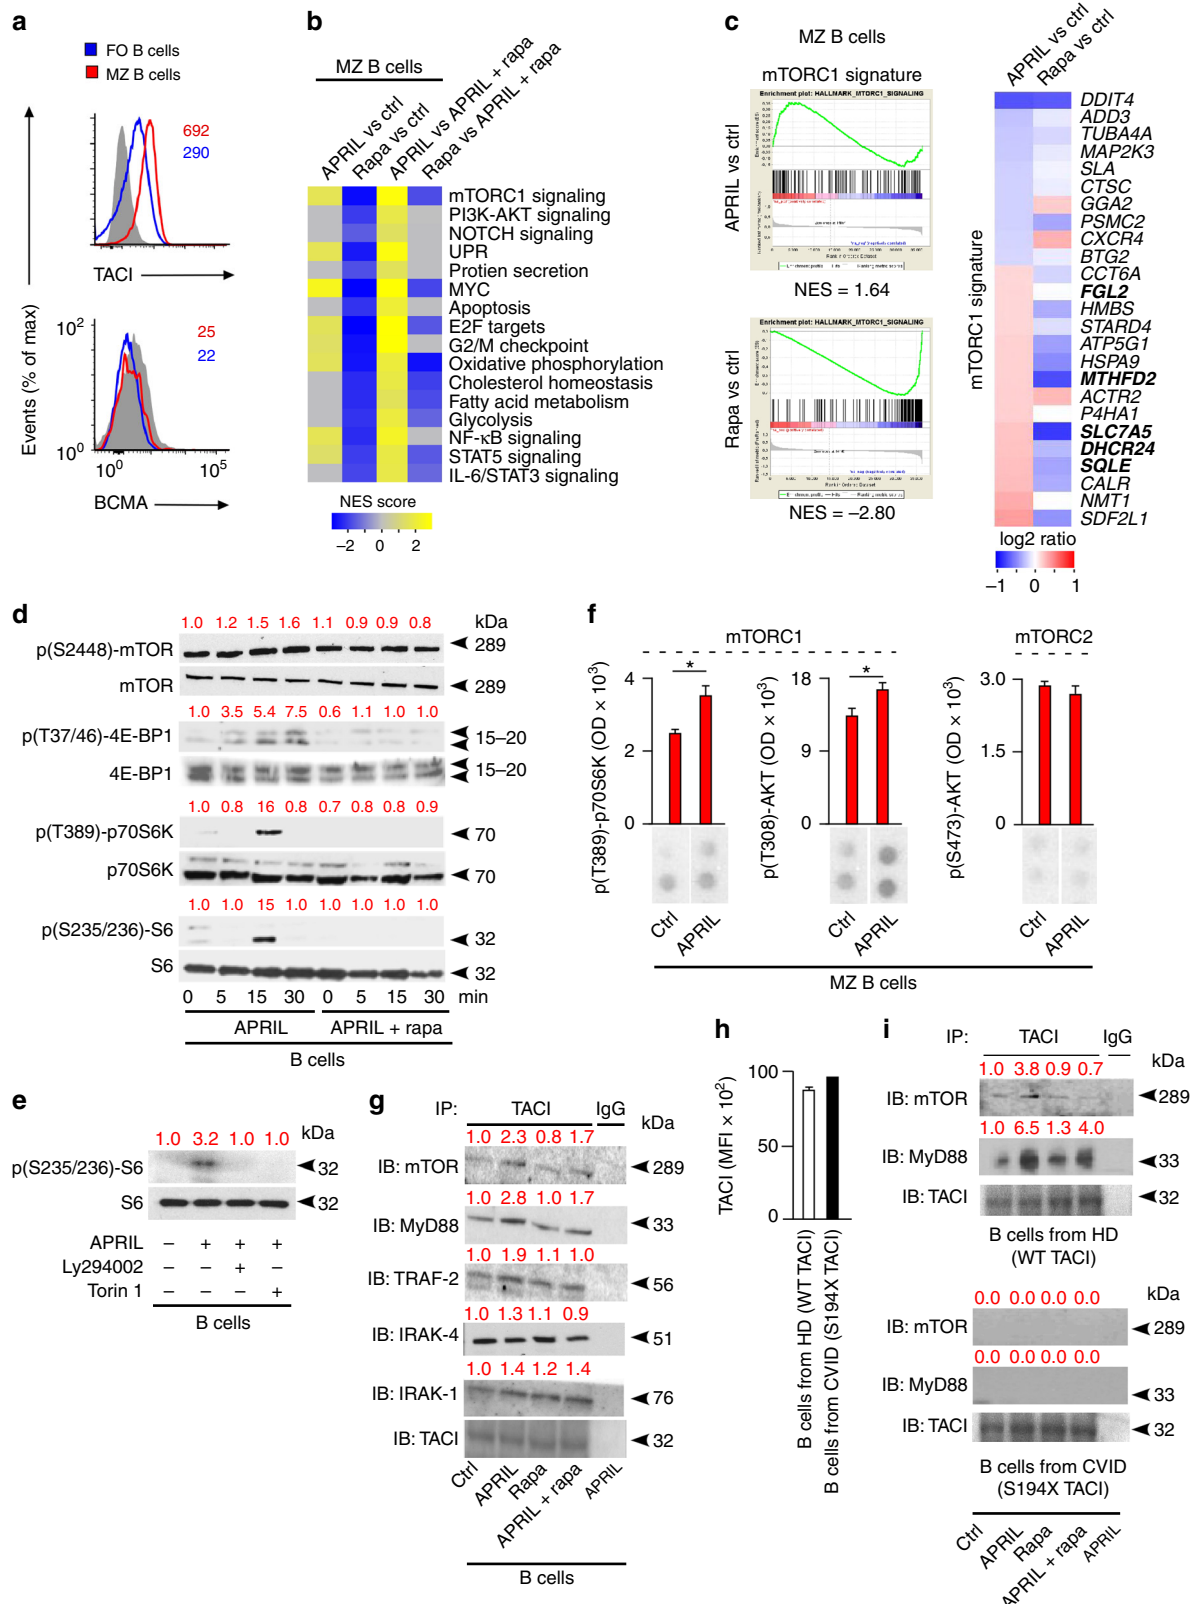 a
FO B cells
MZ B cells
692
290
TACI
Events (% of max)
10²
10⁰
25
22
10⁰ 10⁵
BCMA
b
MZ B cells
APRIL vs ctrl
Rapa vs ctrl
APRIL vs APRIL + rapa
Rapa vs APRIL + rapa
mTORC1 signaling
PI3K-AKT signaling
NOTCH signaling
UPR
Protien secretion
MYC
Apoptosis
E2F targets
G2/M checkpoint
Oxidative phosphorylation
Cholesterol homeostasis
Fatty acid metabolism
Glycolysis
NF-κB signaling
STAT5 signaling
IL-6/STAT3 signaling
NES score
–2 0 2
c
MZ B cells
mTORC1 signature
APRIL vs ctrl
Enrichment plot: HALLMARK_MTORC1_SIGNALING
NES = 1.64
Rapa vs ctrl
Enrichment plot: HALLMARK_MTORC1_SIGNALING
NES = –2.80
APRIL vs ctrl
Rapa vs ctrl
mTORC1 signature
DDIT4
ADD3
TUBA4A
MAP2K3
SLA
CTSC
GGA2
PSMC2
CXCR4
BTG2
CCT6A
FGL2
HMBS
STARD4
ATP5G1
HSPA9
MTHFD2
ACTR2
P4HA1
SLC7A5
DHCR24
SQLE
CALR
NMT1
SDF2L1
log2 ratio
–1 0 1
d
1.0 1.2 1.5 1.6 1.1 0.9 0.9 0.8 kDa
p(S2448)-mTOR 289
mTOR 289
1.0 3.5 5.4 7.5 0.6 1.1 1.0 1.0
p(T37/46)-4E-BP1 15–20
4E-BP1 15–20
1.0 0.8 16 0.8 0.7 0.8 0.8 0.9
p(T389)-p70S6K 70
p70S6K 70
1.0 1.0 15 1.0 1.0 1.0 1.0 1.0
p(S235/236)-S6 32
S6 32
0 5 15 30 0 5 15 30 min
APRIL APRIL + rapa
B cells
e
1.0 3.2 1.0 1.0 kDa
p(S235/236)-S6 32
S6 32
APRIL – + + +
Ly294002 – – + –
Torin 1 – – – +
B cells
f
mTORC1 mTORC2
p(T389)-p70S6K (OD × 10³)
4
2
0
*
Ctrl
APRIL
p(T308)-AKT (OD × 10³)
18
9
0
*
Ctrl
APRIL
p(S473)-AKT (OD × 10³)
3.0
1.5
0
Ctrl
APRIL
MZ B cells
g
IP: TACI IgG
1.0 2.3 0.8 1.7 kDa
IB: mTOR 289
1.0 2.8 1.0 1.7
IB: MyD88 33
1.0 1.9 1.1 1.0
IB: TRAF-2 56
1.0 1.3 1.1 0.9
IB: IRAK-4 51
1.0 1.4 1.2 1.4
IB: IRAK-1 76
IB: TACI 32
Ctrl
APRIL
Rapa
APRIL + rapa
APRIL
B cells
h
TACI (MFI × 10²)
100
50
0
B cells from HD (WT TACI)
B cells from CVID (S194X TACI)
i
IP: TACI IgG
kDa
1.0 3.8 0.9 0.7
IB: mTOR 289
1.0 6.5 1.3 4.0
IB: MyD88 33
IB: TACI 32
B cells from HD
(WT TACI)
kDa
0.0 0.0 0.0 0.0
IB: mTOR 289
0.0 0.0 0.0 0.0
IB: MyD88 33
IB: TACI 32
B cells from CVID
(S194X TACI)
Ctrl
APRIL
Rapa
APRIL + rapa
APRIL